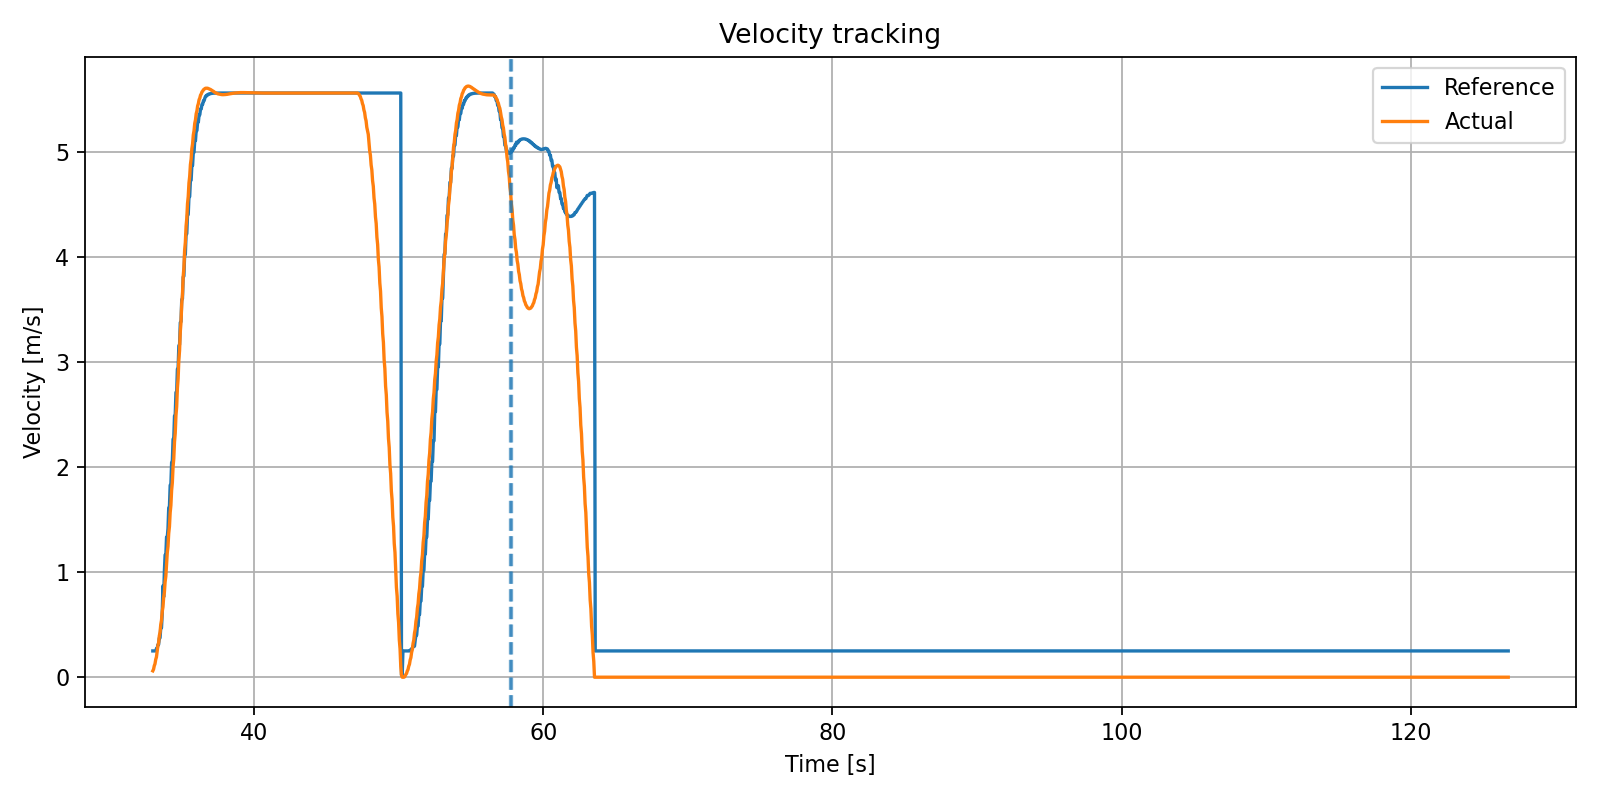 Velocity tracking
Reference
Actual
Velocity [m/s]
5
4
3
2
1
0
40 60 80 100 120
Time [s]